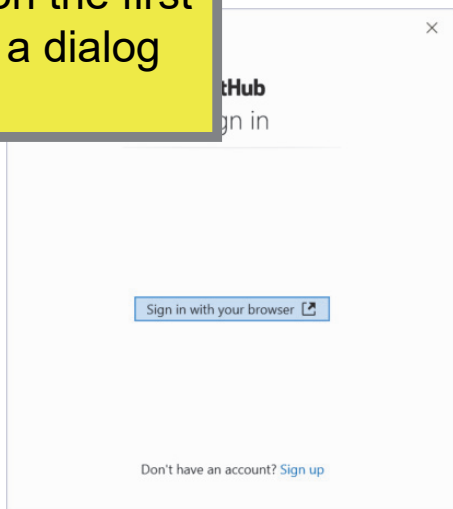 on the first
a dialog
tHub
gn in
Sign in with your browser
Don't have an account? Sign up